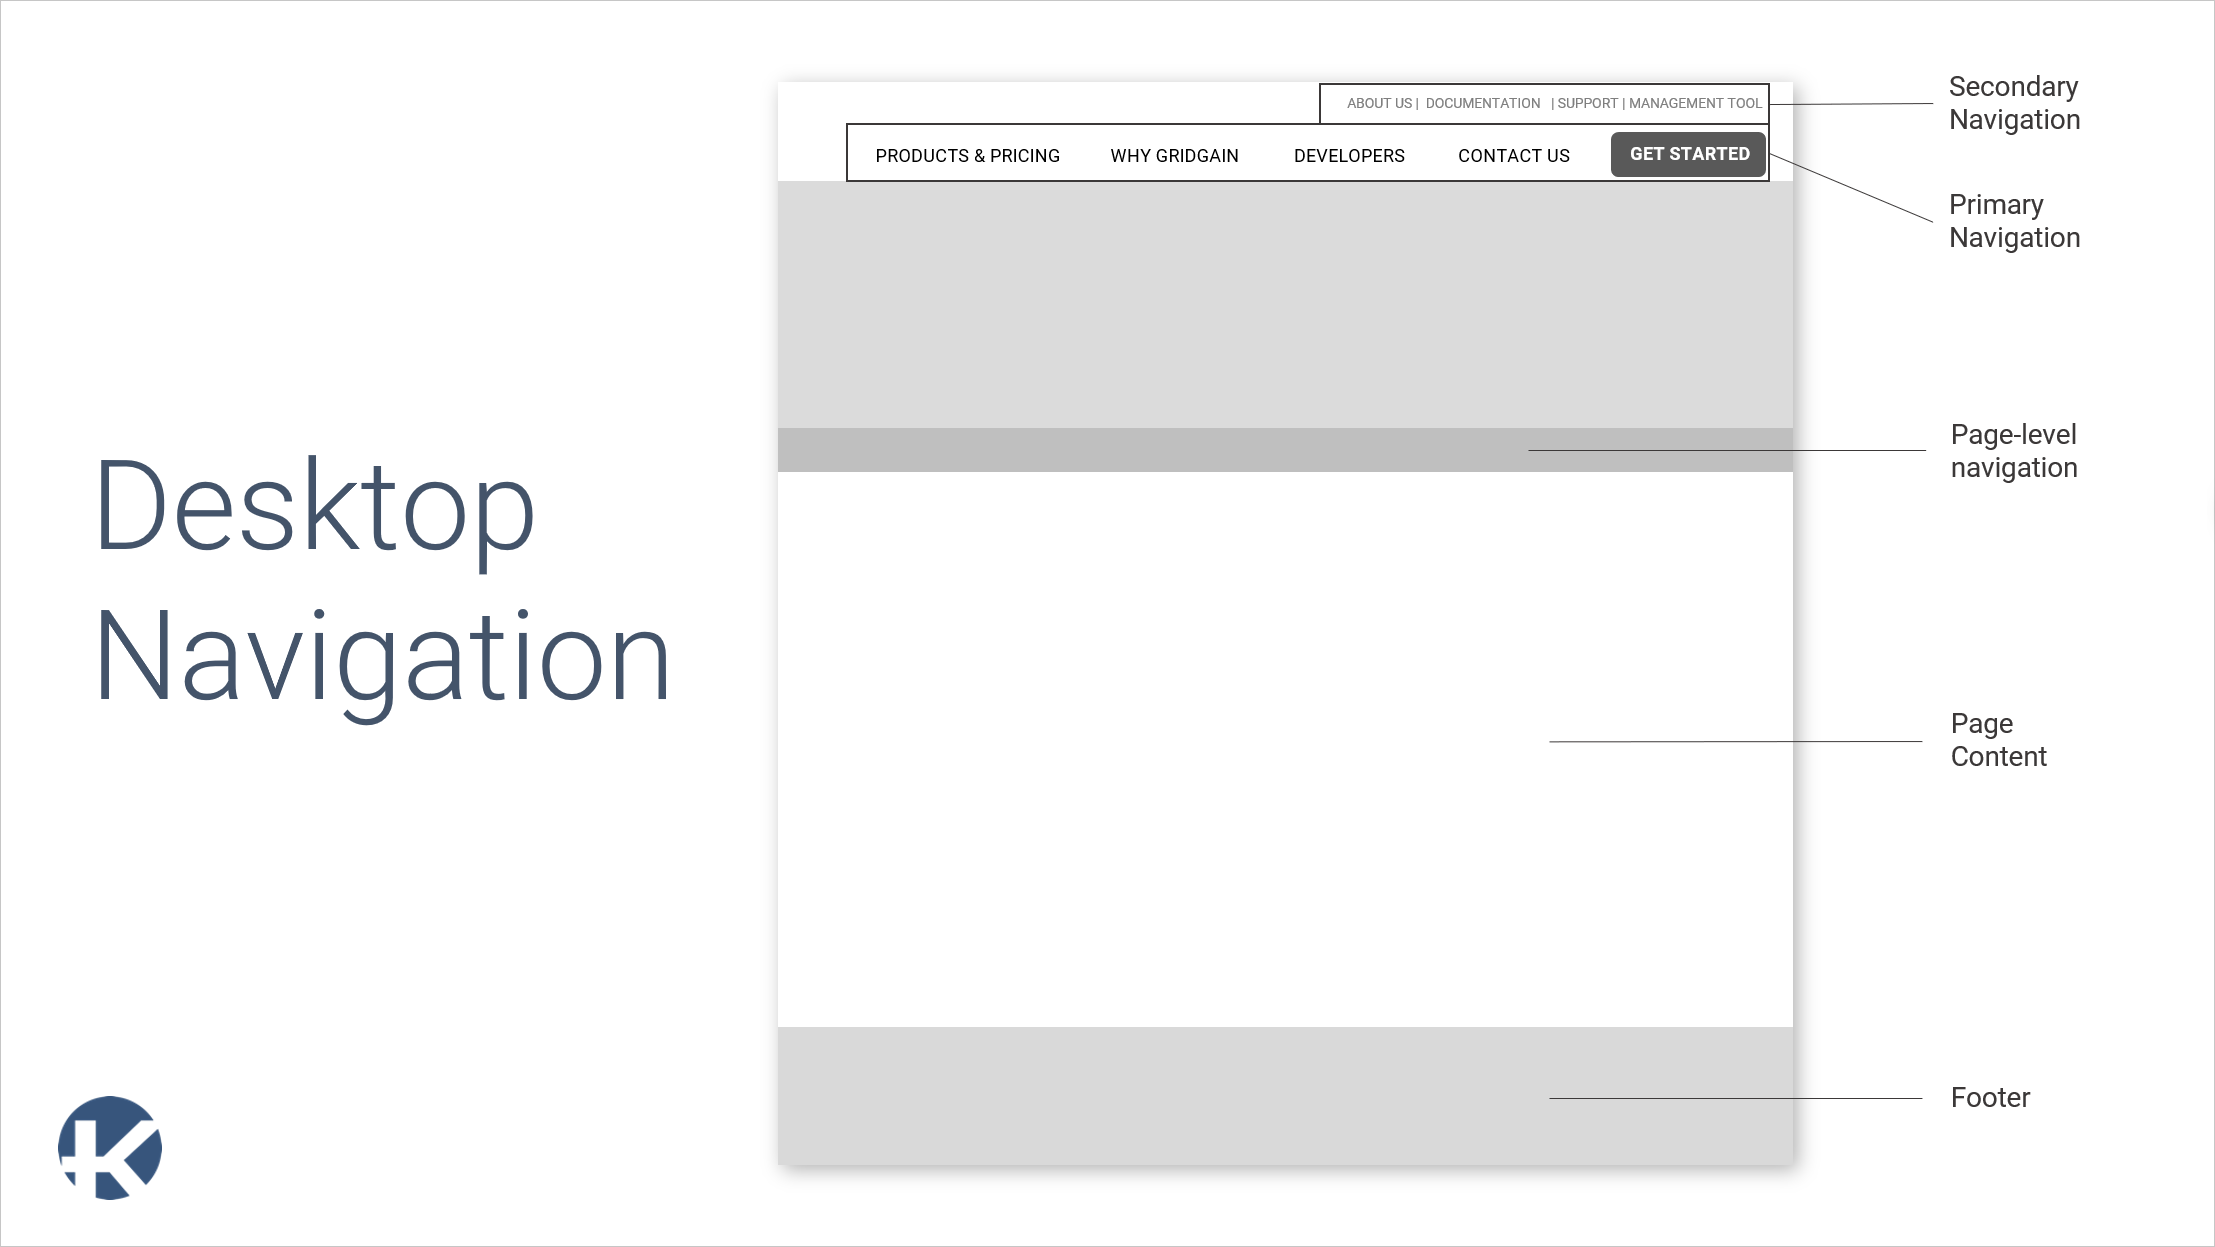 Desktop
Navigation
ABOUT US | DOCUMENTATION | SUPPORT | MANAGEMENT TOOL
PRODUCTS & PRICING WHY GRIDGAIN DEVELOPERS CONTACT US GET STARTED
Secondary
Navigation
Primary
Navigation
Page-level
navigation
Page
Content
Footer
K